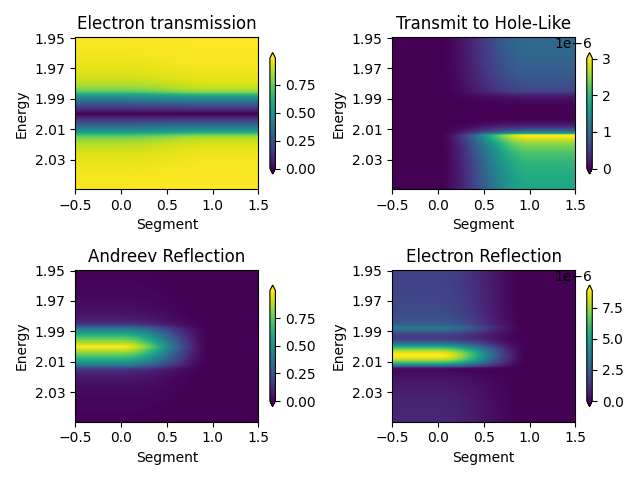 Electron transmission
1.95
1.97
1.99
2.01
2.03
Energy
−0.5 0.0 0.5 1.0 1.5
Segment
0.75
0.50
0.25
0.00
Transmit to Hole-Like
1e−6
1.95
1.97
1.99
2.01
2.03
Energy
−0.5 0.0 0.5 1.0 1.5
Segment
3
2
1
0
Andreev Reflection
1.95
1.97
1.99
2.01
2.03
Energy
−0.5 0.0 0.5 1.0 1.5
Segment
0.75
0.50
0.25
0.00
Electron Reflection
1e−6
1.95
1.97
1.99
2.01
2.03
Energy
−0.5 0.0 0.5 1.0 1.5
Segment
7.5
5.0
2.5
0.0